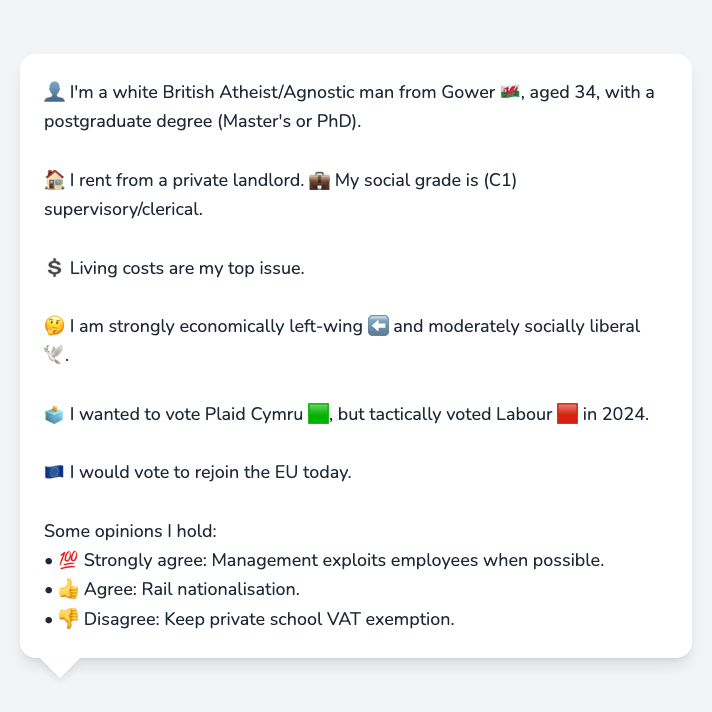 👤 I'm a white British Atheist/Agnostic man from Gower 🏴󠁧󠁢󠁷󠁬󠁳󠁿, aged 34, with a
postgraduate degree (Master's or PhD).
🏠 I rent from a private landlord. 💼 My social grade is (C1)
supervisory/clerical.
💲 Living costs are my top issue.
🤔 I am strongly economically left-wing ⬅️ and moderately socially liberal
🕊️.
🗳️ I wanted to vote Plaid Cymru 🟩, but tactically voted Labour 🟥 in 2024.
🇪🇺 I would vote to rejoin the EU today.
Some opinions I hold:
• 💯 Strongly agree: Management exploits employees when possible.
• 👍 Agree: Rail nationalisation.
• 👎 Disagree: Keep private school VAT exemption.